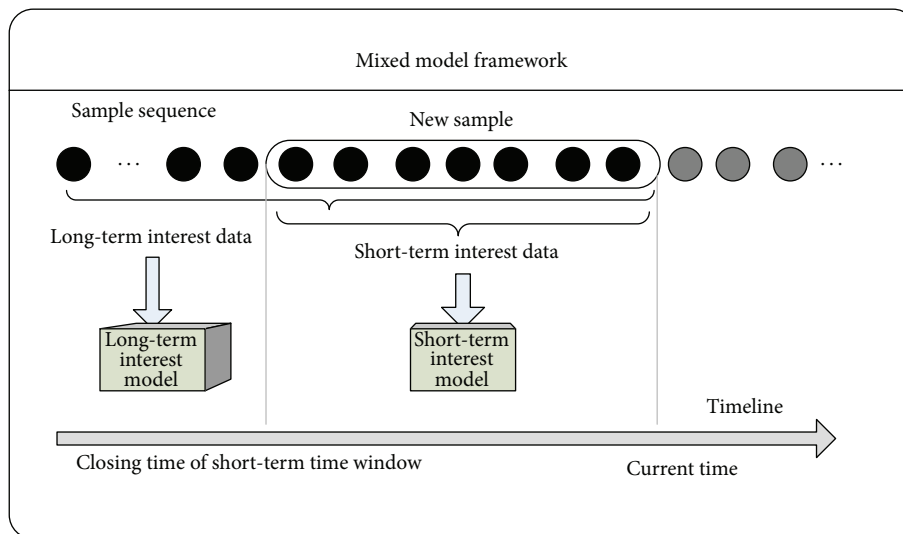 Mixed model framework
Sample sequence
New sample
...
...
Long-term interest data
Short-term interest data
Long-term
interest
model
Short-term
interest
model
Timeline
Closing time of short-term time window
Current time